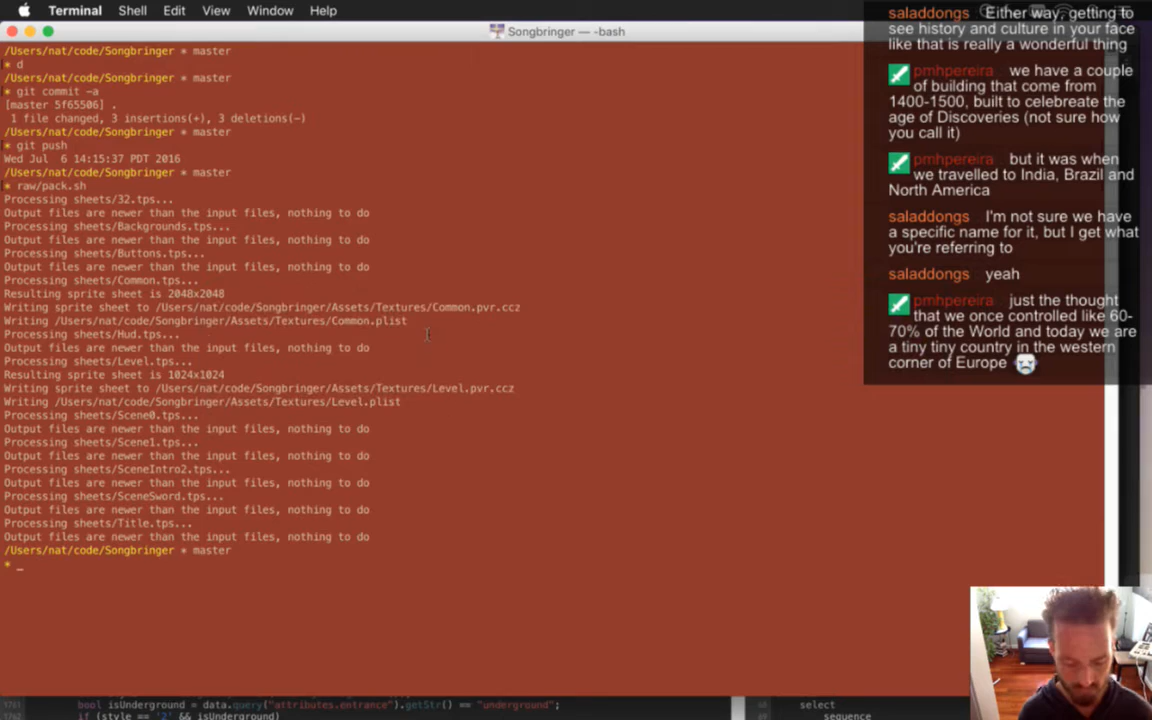 Terminal Shell Edit View Window Help
Songbringer — -bash
/Users/nat/code/Songbringer * master
* d
/Users/nat/code/Songbringer * master
* git commit -a
[master 5f65506] .
1 file changed, 3 insertions(+), 3 deletions(-)
/Users/nat/code/Songbringer * master
* git push
Wed Jul  6 14:15:37 PDT 2016
/Users/nat/code/Songbringer * master
* raw/pack.sh
Processing sheets/32.tps...
Output files are newer than the input files, nothing to do
Processing sheets/Backgrounds.tps...
Output files are newer than the input files, nothing to do
Processing sheets/Buttons.tps...
Output files are newer than the input files, nothing to do
Processing sheets/Common.tps...
Resulting sprite sheet is 2048x2048
Writing sprite sheet to /Users/nat/code/Songbringer/Assets/Textures/Common.pvr.ccz
Writing /Users/nat/code/Songbringer/Assets/Textures/Common.plist
Processing sheets/Hud.tps...
Output files are newer than the input files, nothing to do
Processing sheets/Level.tps...
Resulting sprite sheet is 1024x1024
Writing sprite sheet to /Users/nat/code/Songbringer/Assets/Textures/Level.pvr.ccz
Writing /Users/nat/code/Songbringer/Assets/Textures/Level.plist
Processing sheets/Scene0.tps...
Output files are newer than the input files, nothing to do
Processing sheets/Scene1.tps...
Output files are newer than the input files, nothing to do
Processing sheets/SceneIntro2.tps...
Output files are newer than the input files, nothing to do
Processing sheets/SceneSword.tps...
Output files are newer than the input files, nothing to do
Processing sheets/Title.tps...
Output files are newer than the input files, nothing to do
/Users/nat/code/Songbringer * master
* _
saladdongs Either way, getting to
see history and culture in your face
like that is really a wonderful thing
pmhpereira we have a couple
of building that come from
1400-1500, built to celebreate the
age of Discoveries (not sure how
you call it)
pmhpereira but it was when
we travelled to India, Brazil and
North America
saladdongs I'm not sure we have
a specific name for it, but I get what
you're referring to
saladdongs yeah
pmhpereira just the thought
that we once controlled like 60-
70% of the World and today we are
a tiny tiny country in the western
corner of Europe
1761 bool isUnderground = data.query("attributes.entrance").getStr() == "underground";
1762 if (style == '2' && isUnderground)
68 select
sequence